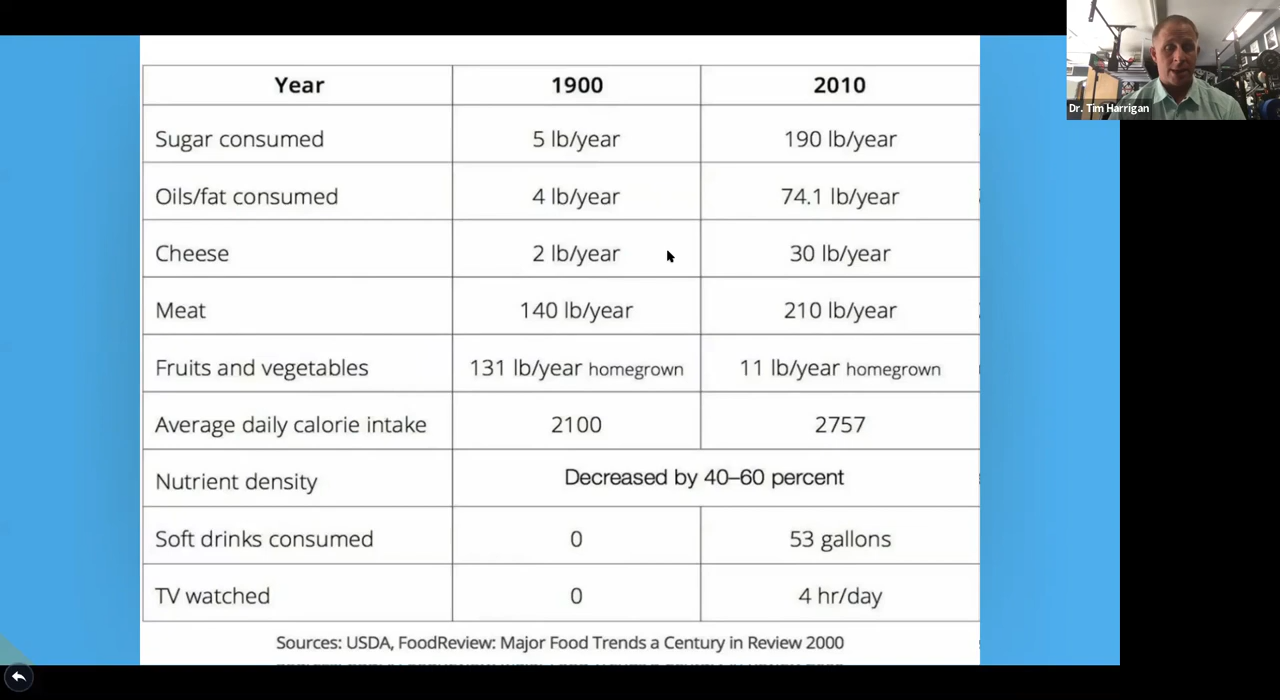 Year 1900 2010
Sugar consumed 5 lb/year 190 lb/year
Oils/fat consumed 4 lb/year 74.1 lb/year
Cheese 2 lb/year 30 lb/year
Meat 140 lb/year 210 lb/year
Fruits and vegetables 131 lb/year homegrown 11 lb/year homegrown
Average daily calorie intake 2100 2757
Nutrient density Decreased by 40–60 percent
Soft drinks consumed 0 53 gallons
TV watched 0 4 hr/day
Sources: USDA, FoodReview: Major Food Trends a Century in Review 2000
Dr. Tim Harrigan